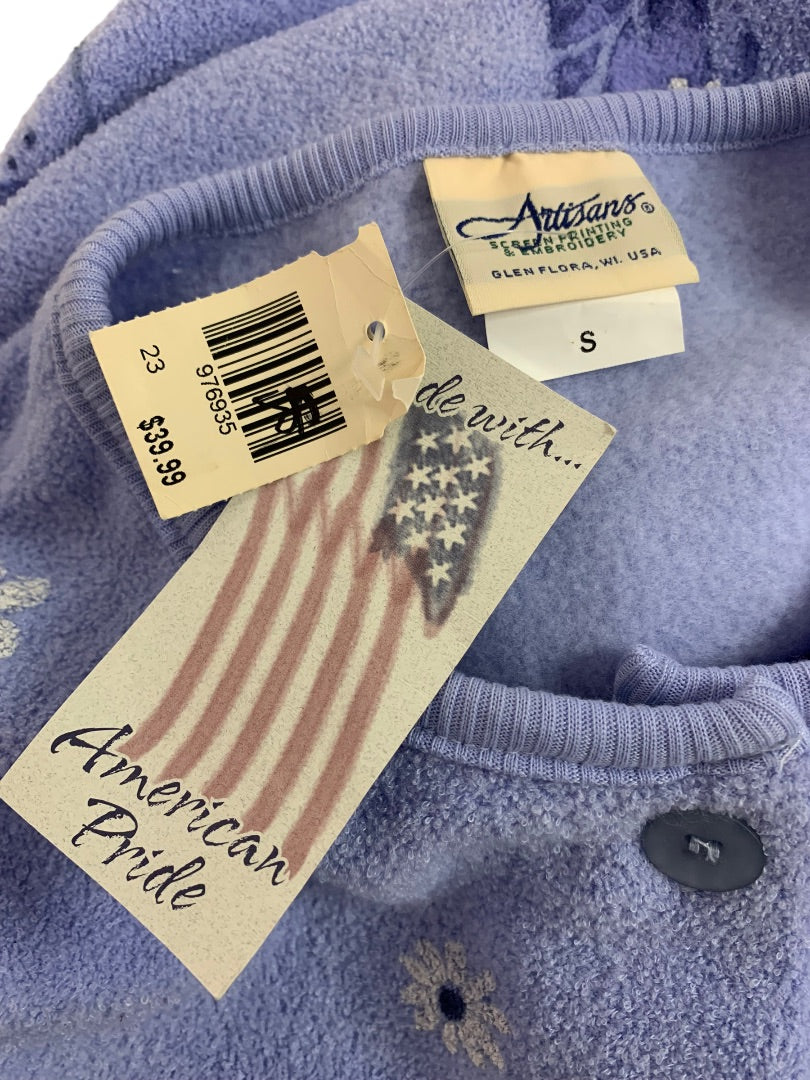 Artisans®
SCREEN PRINTING
& EMBROIDERY
GLEN FLORA, WI. USA
S
976935
23
$39.99
de with...
American
Pride